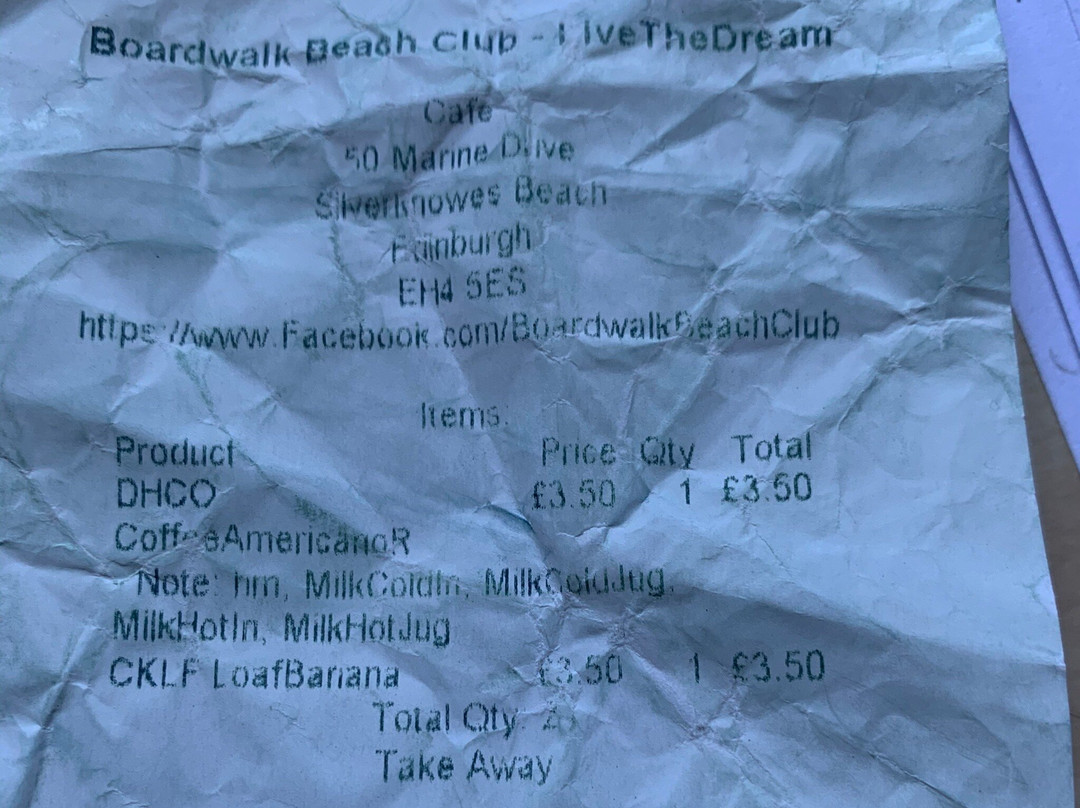 Boardwalk Beach Club - LiveTheDream
Cafe
50 Marine Drive
Silverknowes Beach
Edinburgh
EH4 5ES
https://www.Facebook.com/BoardwalkBeachClub
Items:
Product Price Qty Total
DHCO £3.50 1 £3.50
CoffeeAmericanoR
Note: hm, MilkColdIn, MilkColdJug,
MilkHotIn, MilkHotJug
CKLF LoafBanana £3.50 1 £3.50
Total Qty: 2
Take Away